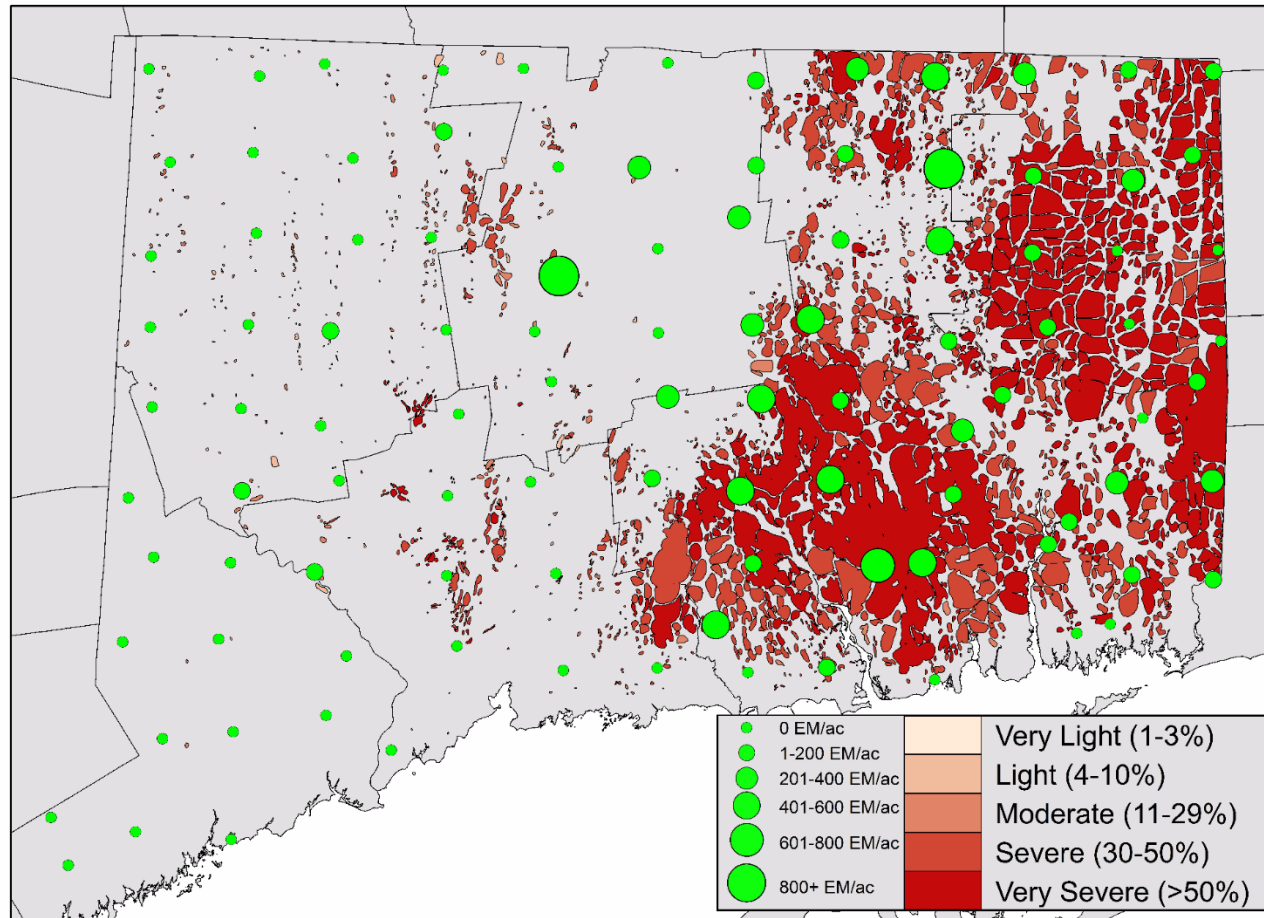 0 EM/ac
1-200 EM/ac
201-400 EM/ac
401-600 EM/ac
601-800 EM/ac
800+ EM/ac
Very Light (1-3%)
Light (4-10%)
Moderate (11-29%)
Severe (30-50%)
Very Severe (>50%)